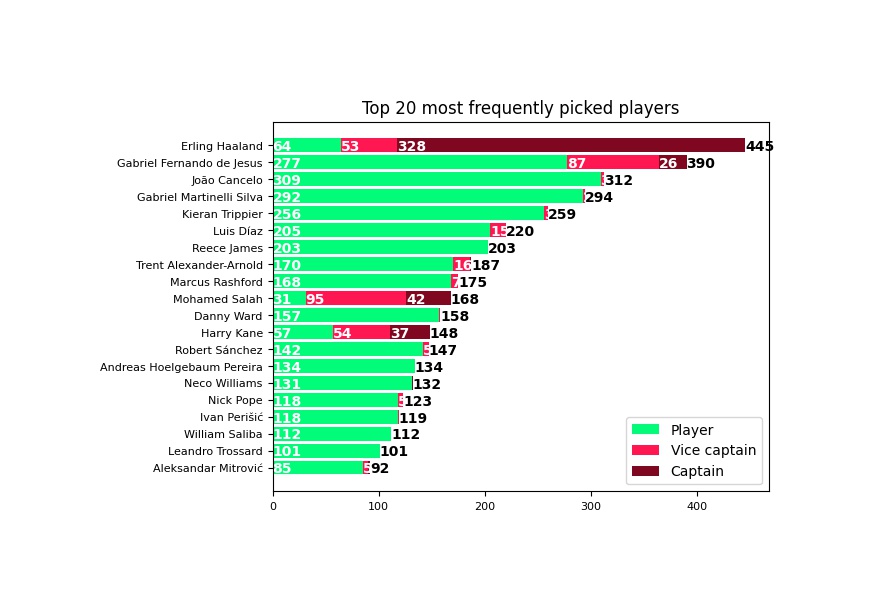 Top 20 most frequently picked players
Erling Haaland 64 53 328 445
Gabriel Fernando de Jesus 277 87 26 390
João Cancelo 309 312
Gabriel Martinelli Silva 292 294
Kieran Trippier 256 259
Luis Díaz 205 15 220
Reece James 203 203
Trent Alexander-Arnold 170 16 187
Marcus Rashford 168 7 175
Mohamed Salah 31 95 42 168
Danny Ward 157 158
Harry Kane 57 54 37 148
Robert Sánchez 142 5 147
Andreas Hoelgebaum Pereira 134 134
Neco Williams 131 132
Nick Pope 118 5 123
Ivan Perišić 118 119
William Saliba 112 112
Leandro Trossard 101 101
Aleksandar Mitrović 85 5 92
Player
Vice captain
Captain
0 100 200 300 400